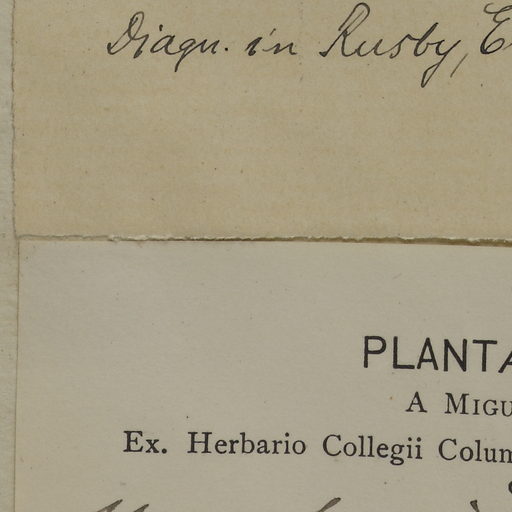 Diagn. in Rusby, E
PLANTA
A MIGU
Ex. Herbario Collegii Colum